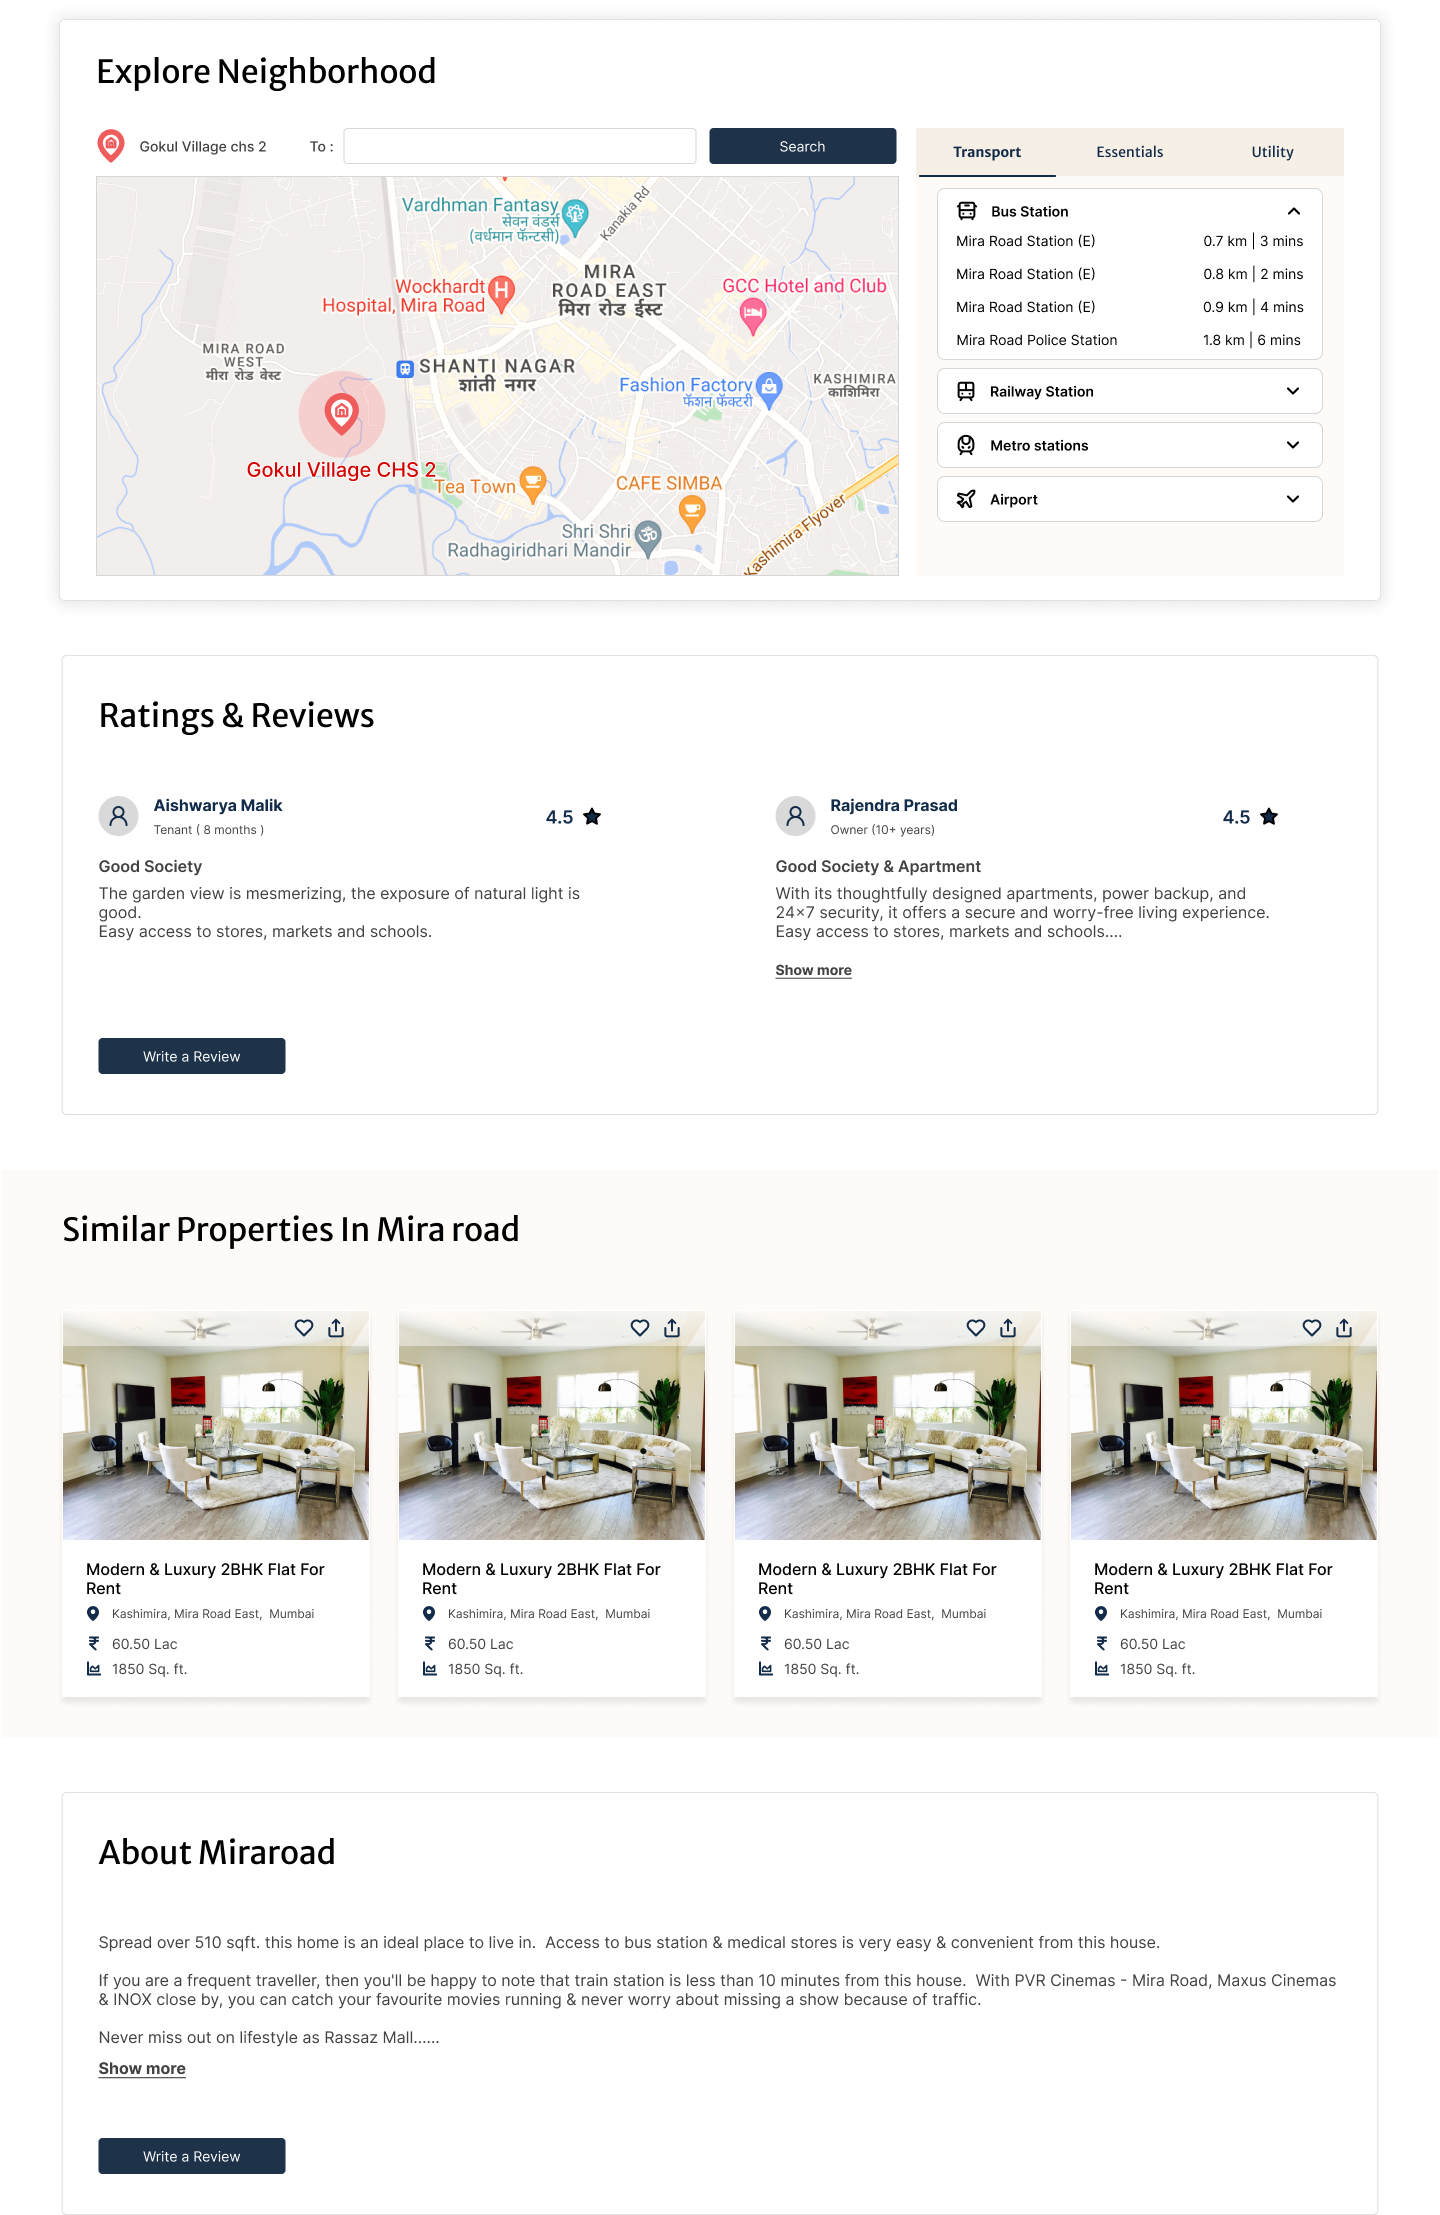 Explore Neighborhood
Gokul Village chs 2
To :
Search
Vardhman Fantasy
सेवन वंडर्स
(वर्धमान फॅन्टसी)
Kanakia Rd
Wockhardt
Hospital, Mira Road
MIRA
ROAD EAST
मिरा रोड ईस्ट
GCC Hotel and Club
MIRA ROAD
WEST
मीरा रोड वेस्ट
SHANTI NAGAR
शांती नगर
Fashion Factory
फॅशन फॅक्टरी
KASHIMIRA
काशिमिरा
Gokul Village CHS 2
Tea Town
CAFE SIMBA
Shri Shri
Radhagiridhari Mandir
Kashimira Flyover
Transport
Essentials
Utility
Bus Station
Mira Road Station (E) 0.7 km | 3 mins
Mira Road Station (E) 0.8 km | 2 mins
Mira Road Station (E) 0.9 km | 4 mins
Mira Road Police Station 1.8 km | 6 mins
Railway Station
Metro stations
Airport
Ratings & Reviews
Aishwarya Malik
Tenant ( 8 months )
4.5
Good Society
The garden view is mesmerizing, the exposure of natural light is
good.
Easy access to stores, markets and schools.
Rajendra Prasad
Owner (10+ years)
4.5
Good Society & Apartment
With its thoughtfully designed apartments, power backup, and
24×7 security, it offers a secure and worry-free living experience.
Easy access to stores, markets and schools....
Show more
Write a Review
Similar Properties In Mira road
Modern & Luxury 2BHK Flat For
Rent
Kashimira, Mira Road East, Mumbai
₹ 60.50 Lac
1850 Sq. ft.
Modern & Luxury 2BHK Flat For
Rent
Kashimira, Mira Road East, Mumbai
₹ 60.50 Lac
1850 Sq. ft.
Modern & Luxury 2BHK Flat For
Rent
Kashimira, Mira Road East, Mumbai
₹ 60.50 Lac
1850 Sq. ft.
Modern & Luxury 2BHK Flat For
Rent
Kashimira, Mira Road East, Mumbai
₹ 60.50 Lac
1850 Sq. ft.
About Miraroad
Spread over 510 sqft. this home is an ideal place to live in. Access to bus station & medical stores is very easy & convenient from this house.
If you are a frequent traveller, then you'll be happy to note that train station is less than 10 minutes from this house. With PVR Cinemas - Mira Road, Maxus Cinemas
& INOX close by, you can catch your favourite movies running & never worry about missing a show because of traffic.
Never miss out on lifestyle as Rassaz Mall......
Show more
Write a Review